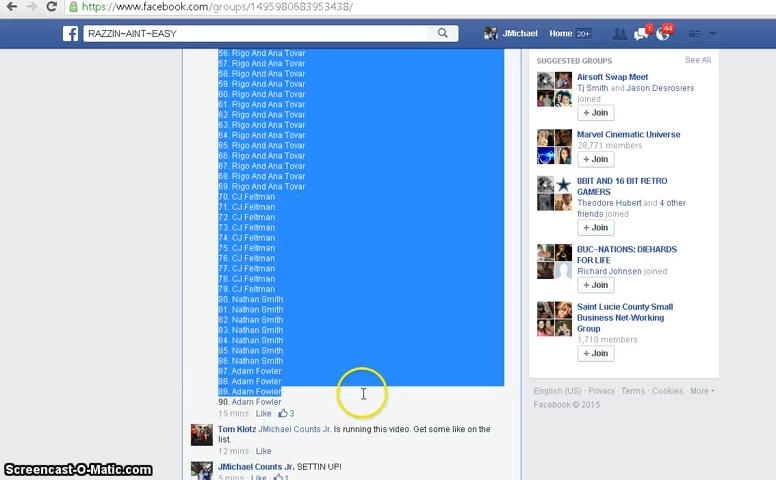 https://www.facebook.com/groups/1495980683953438/
RAZZIN~AINT~EASY
JMichael Home 20+ 1 44
56. Rigo And Ana Tovar
57. Rigo And Ana Tovar
58. Rigo And Ana Tovar
59. Rigo And Ana Tovar
60. Rigo And Ana Tovar
61. Rigo And Ana Tovar
62. Rigo And Ana Tovar
63. Rigo And Ana Tovar
64. Rigo And Ana Tovar
65. Rigo And Ana Tovar
66. Rigo And Ana Tovar
67. Rigo And Ana Tovar
68. Rigo And Ana Tovar
69. Rigo And Ana Tovar
70. CJ Feltman
71. CJ Feltman
72. CJ Feltman
73. CJ Feltman
74. CJ Feltman
75. CJ Feltman
76. CJ Feltman
77. CJ Feltman
78. CJ Feltman
79. CJ Feltman
80. Nathan Smith
81. Nathan Smith
82. Nathan Smith
83. Nathan Smith
84. Nathan Smith
85. Nathan Smith
86. Nathan Smith
87. Adam Fowler
88. Adam Fowler
89. Adam Fowler
90. Adam Fowler
15 mins · Like · 3
Tom Klotz JMichael Counts Jr. Is running this video. Get some like on the
list.
12 mins · Like
JMichael Counts Jr. SETTIN UP!
5 mins · Like · 1
SUGGESTED GROUPS See All
Airsoft Swap Meet
Tj Smith and Jason Desrosiers
joined
+ Join
Marvel Cinematic Universe
28,771 members
+ Join
8BIT AND 16 BIT RETRO
GAMERS
Theodore Hubert and 4 other
friends joined
+ Join
BUC~NATIONS: DIEHARDS
FOR LIFE
Richard Johnsen joined
+ Join
Saint Lucie County Small
Business Net-Working
Group
1,710 members
+ Join
English (US) · Privacy · Terms · Cookies · More
Facebook © 2015
Screencast-O-Matic.com